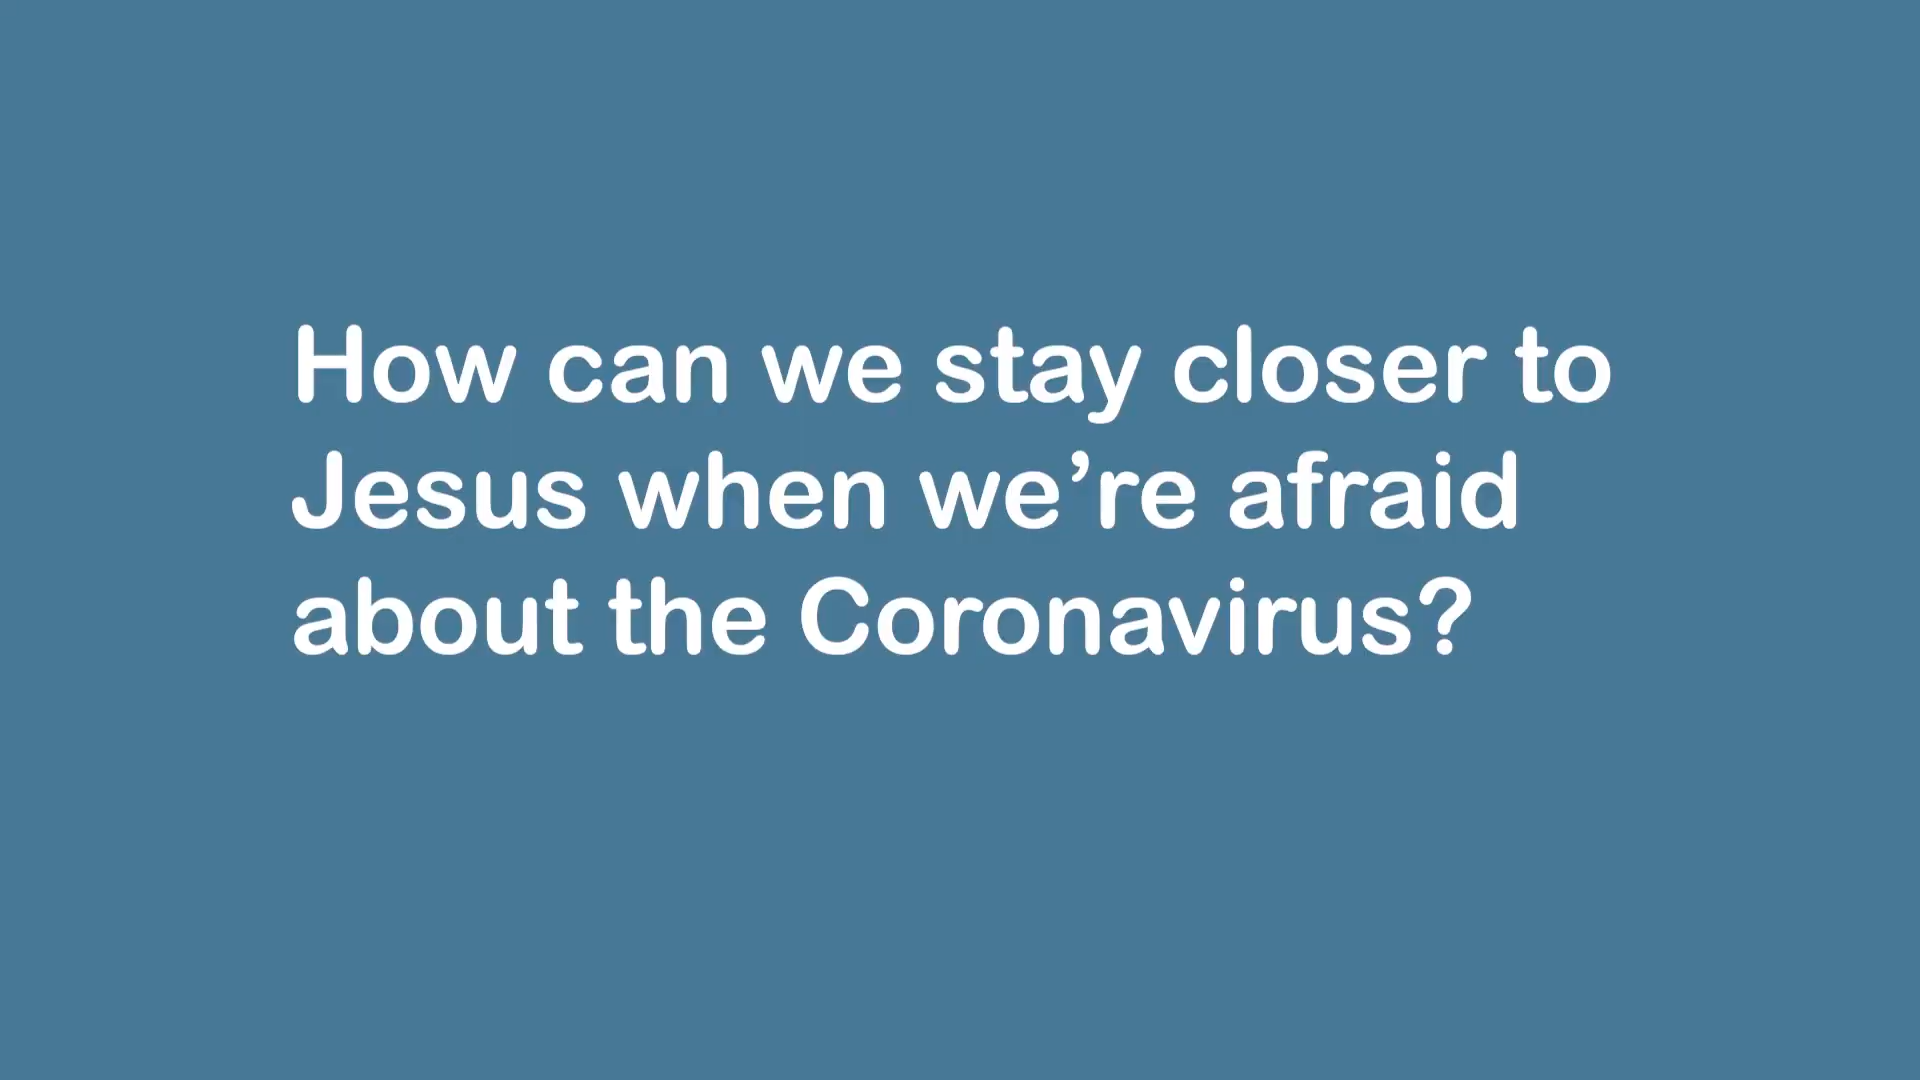 How can we stay closer to
Jesus when we’re afraid
about the Coronavirus?